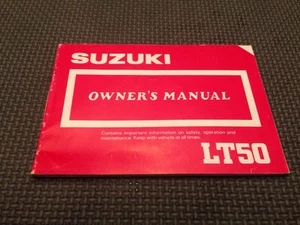 SUZUKI
OWNER'S MANUAL
Contains important information on safety, operation and
maintenance. Keep with vehicle at all times.
LT50